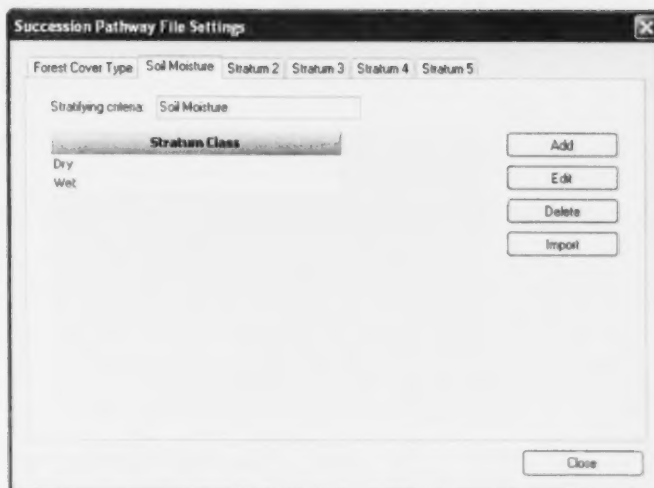 Succession Pathway File Settings
Forest Cover Type Soil Moisture Stratum 2 Stratum 3 Stratum 4 Stratum 5
Stratifying criteria: Soil Moisture
Stratum Class
Dry
Wet
Add
Edit
Delete
Import
Close